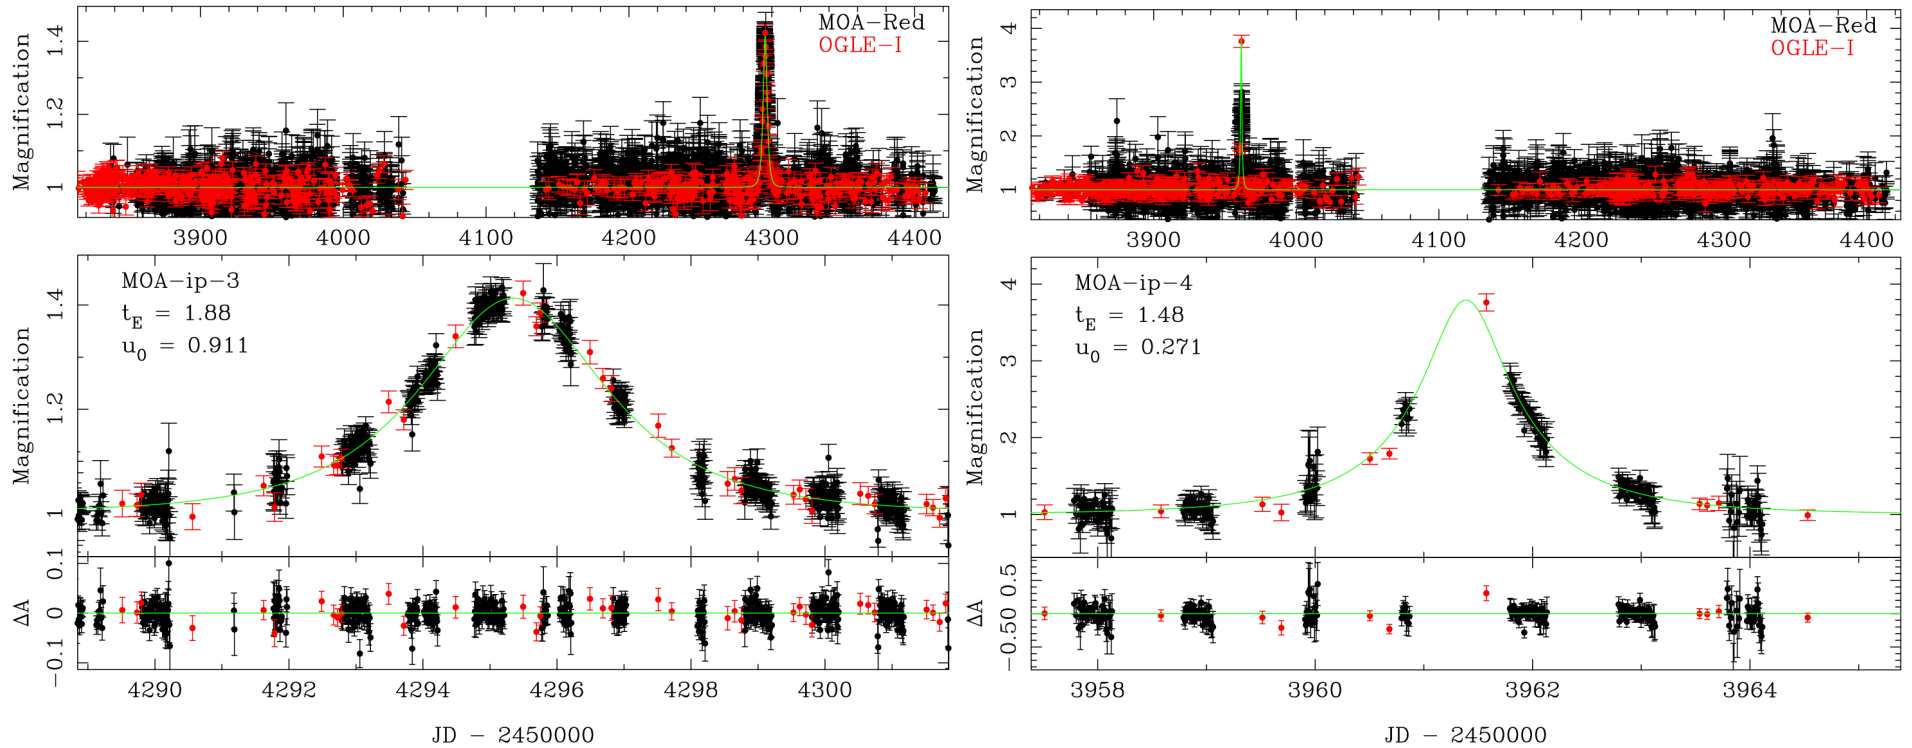 MOA-Red
OGLE-I
Magnification
1.4
1.2
1
3900 4000 4100 4200 4300 4400
MOA-ip-3
t_E = 1.88
u_0 = 0.911
Magnification
1.4
1.2
1
ΔA
0.1
0
-0.1
4290 4292 4294 4296 4298 4300
JD - 2450000
MOA-Red
OGLE-I
Magnification
4
3
2
1
3900 4000 4100 4200 4300 4400
MOA-ip-4
t_E = 1.48
u_0 = 0.271
Magnification
4
3
2
1
ΔA
0.5
0
-0.5
3958 3960 3962 3964
JD - 2450000